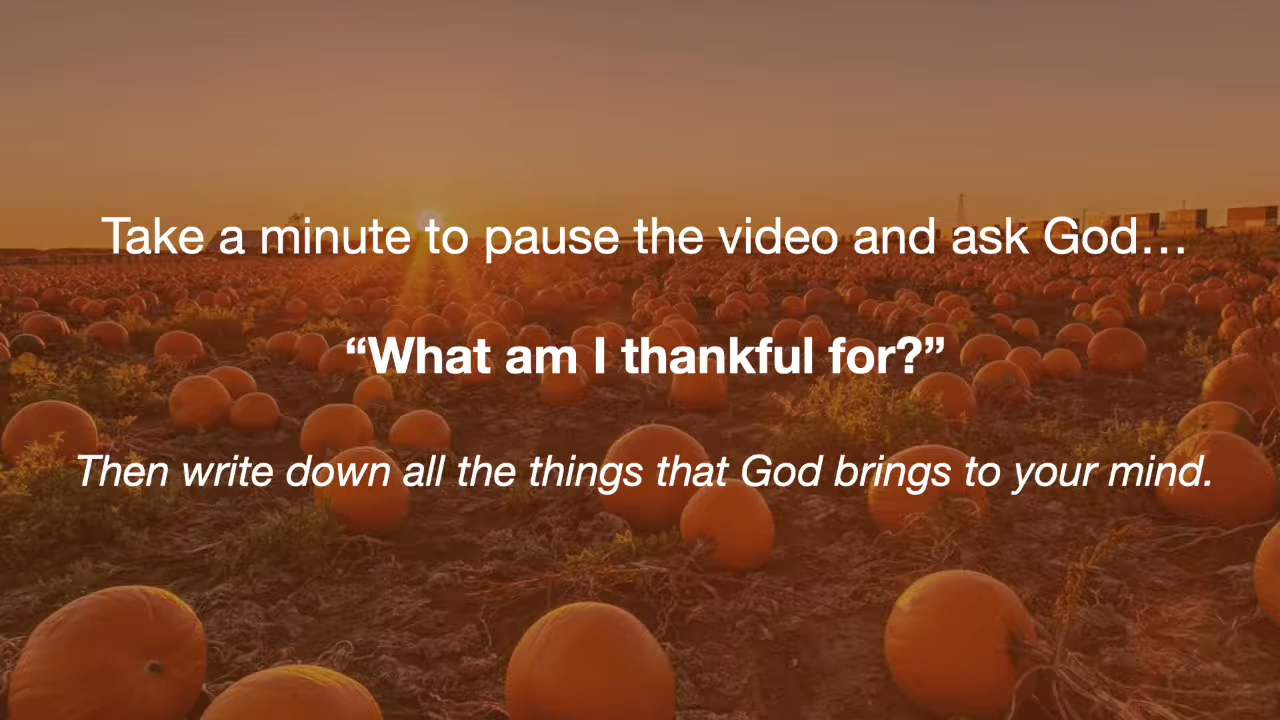 Take a minute to pause the video and ask God…
“What am I thankful for?”
Then write down all the things that God brings to your mind.